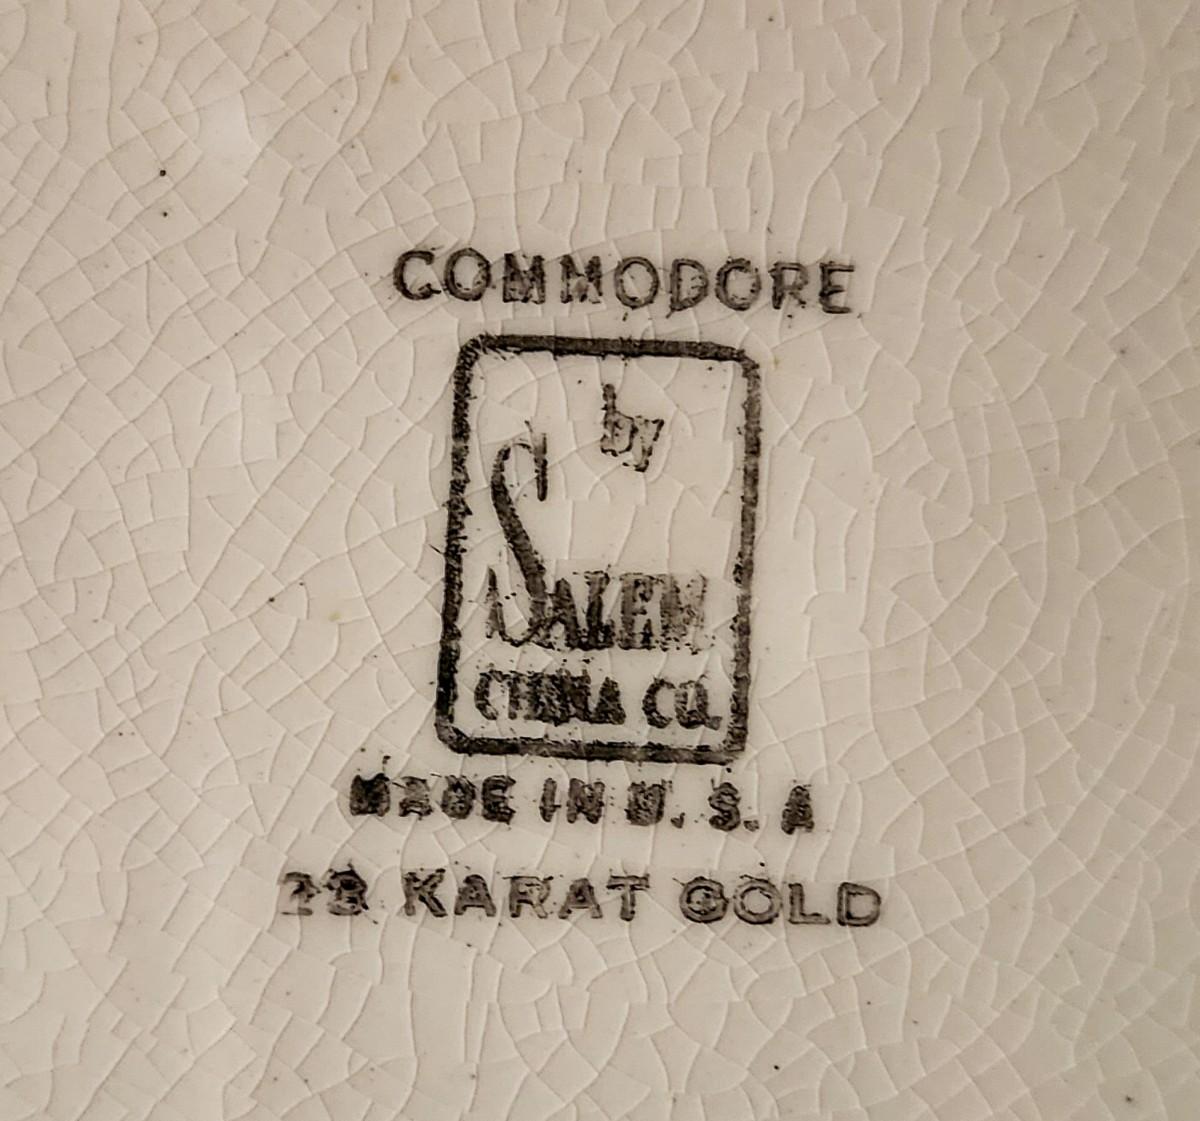 COMMODORE
by
SALEM
CHINA CO.
MADE IN U. S. A
23 KARAT GOLD